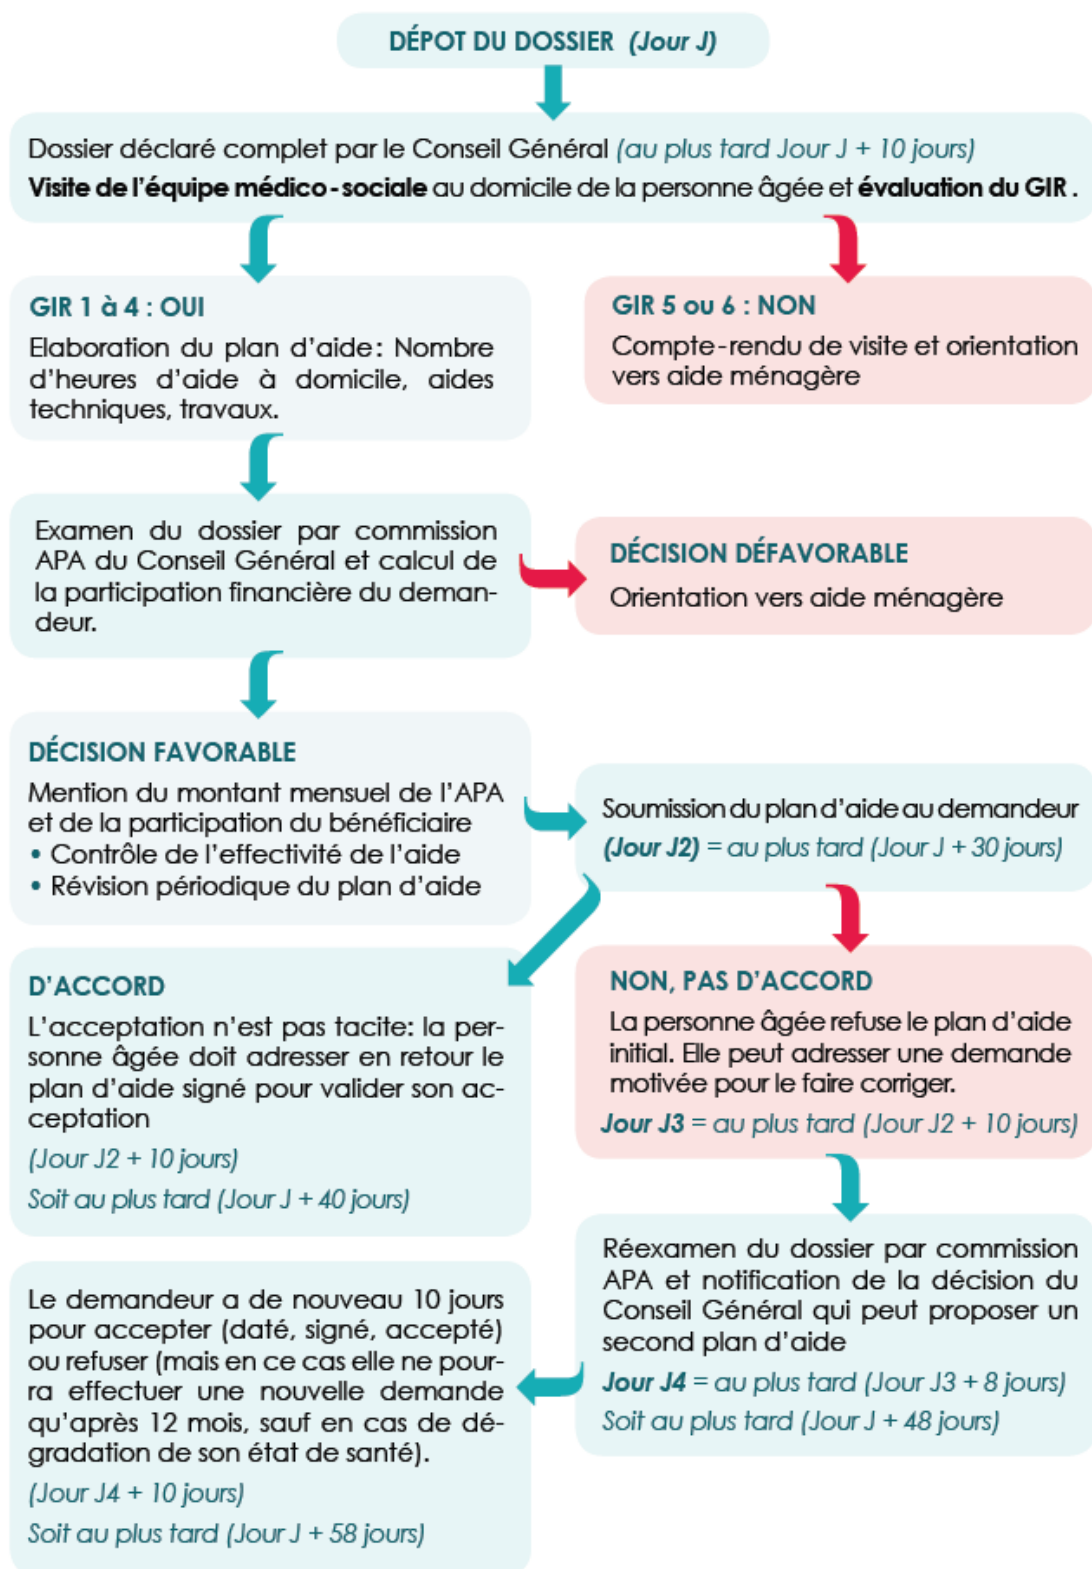 DÉPOT DU DOSSIER (Jour J)
Dossier déclaré complet par le Conseil Général (au plus tard Jour J + 10 jours)
Visite de l'équipe médico-sociale au domicile de la personne âgée et évaluation du GIR.
GIR 1 à 4 : OUI
Elaboration du plan d'aide: Nombre
d'heures d'aide à domicile, aides
techniques, travaux.
GIR 5 ou 6 : NON
Compte-rendu de visite et orientation
vers aide ménagère
Examen du dossier par commission
APA du Conseil Général et calcul de
la participation financière du deman-
deur.
DÉCISION DÉFAVORABLE
Orientation vers aide ménagère
DÉCISION FAVORABLE
Mention du montant mensuel de l'APA
et de la participation du bénéficiaire
• Contrôle de l'effectivité de l'aide
• Révision périodique du plan d'aide
Soumission du plan d'aide au demandeur
(Jour J2) = au plus tard (Jour J + 30 jours)
D'ACCORD
L'acceptation n'est pas tacite: la per-
sonne âgée doit adresser en retour le
plan d'aide signé pour valider son ac-
ceptation
(Jour J2 + 10 jours)
Soit au plus tard (Jour J + 40 jours)
NON, PAS D'ACCORD
La personne âgée refuse le plan d'aide
initial. Elle peut adresser une demande
motivée pour le faire corriger.
Jour J3 = au plus tard (Jour J2 + 10 jours)
Réexamen du dossier par commission
APA et notification de la décision du
Conseil Général qui peut proposer un
second plan d'aide
Jour J4 = au plus tard (Jour J3 + 8 jours)
Soit au plus tard (Jour J + 48 jours)
Le demandeur a de nouveau 10 jours
pour accepter (daté, signé, accepté)
ou refuser (mais en ce cas elle ne pour-
ra effectuer une nouvelle demande
qu'après 12 mois, sauf en cas de dé-
gradation de son état de santé).
(Jour J4 + 10 jours)
Soit au plus tard (Jour J + 58 jours)